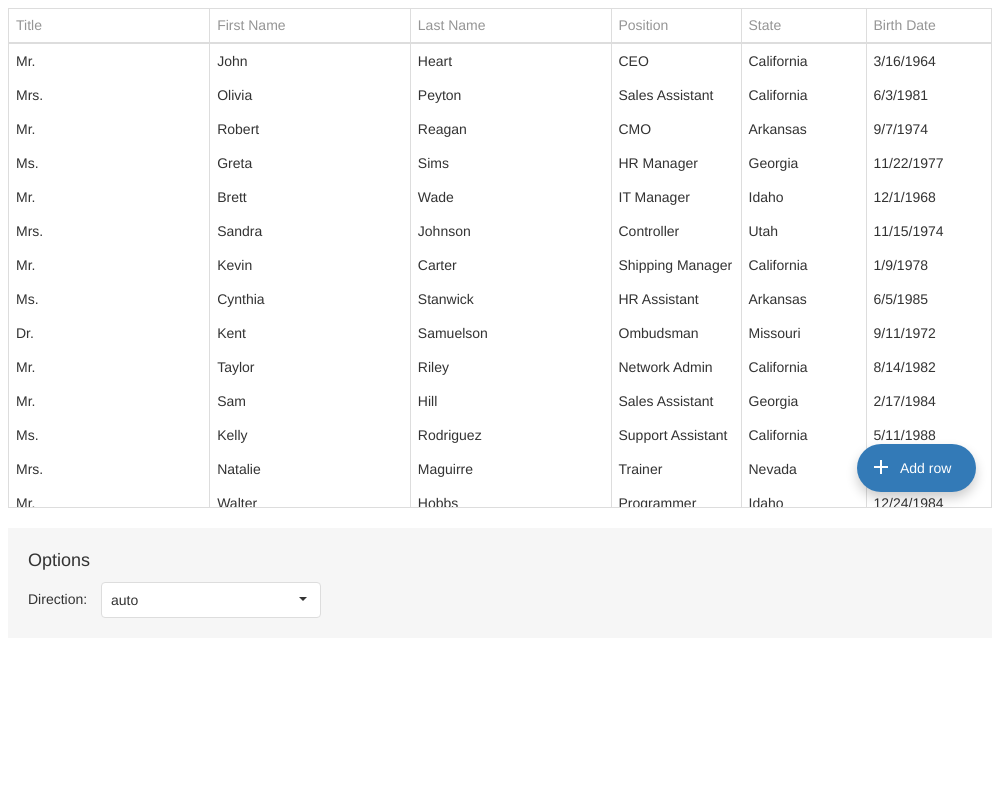 Title First Name Last Name Position State Birth Date
Mr. John Heart CEO California 3/16/1964
Mrs. Olivia Peyton Sales Assistant California 6/3/1981
Mr. Robert Reagan CMO Arkansas 9/7/1974
Ms. Greta Sims HR Manager Georgia 11/22/1977
Mr. Brett Wade IT Manager Idaho 12/1/1968
Mrs. Sandra Johnson Controller Utah 11/15/1974
Mr. Kevin Carter Shipping Manager California 1/9/1978
Ms. Cynthia Stanwick HR Assistant Arkansas 6/5/1985
Dr. Kent Samuelson Ombudsman Missouri 9/11/1972
Mr. Taylor Riley Network Admin California 8/14/1982
Mr. Sam Hill Sales Assistant Georgia 2/17/1984
Ms. Kelly Rodriguez Support Assistant California 5/11/1988
Mrs. Natalie Maguirre Trainer Nevada
Add row
Mr. Walter Hobbs Programmer Idaho 12/24/1984
Options
Direction: auto